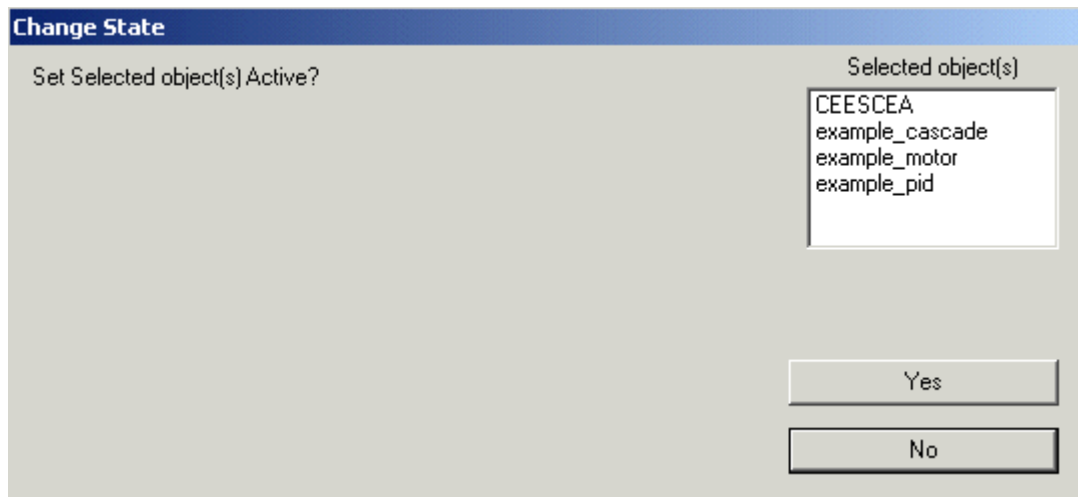 Change State
Set Selected object(s) Active?
Selected object(s)
CEESCEA
example_cascade
example_motor
example_pid
Yes
No